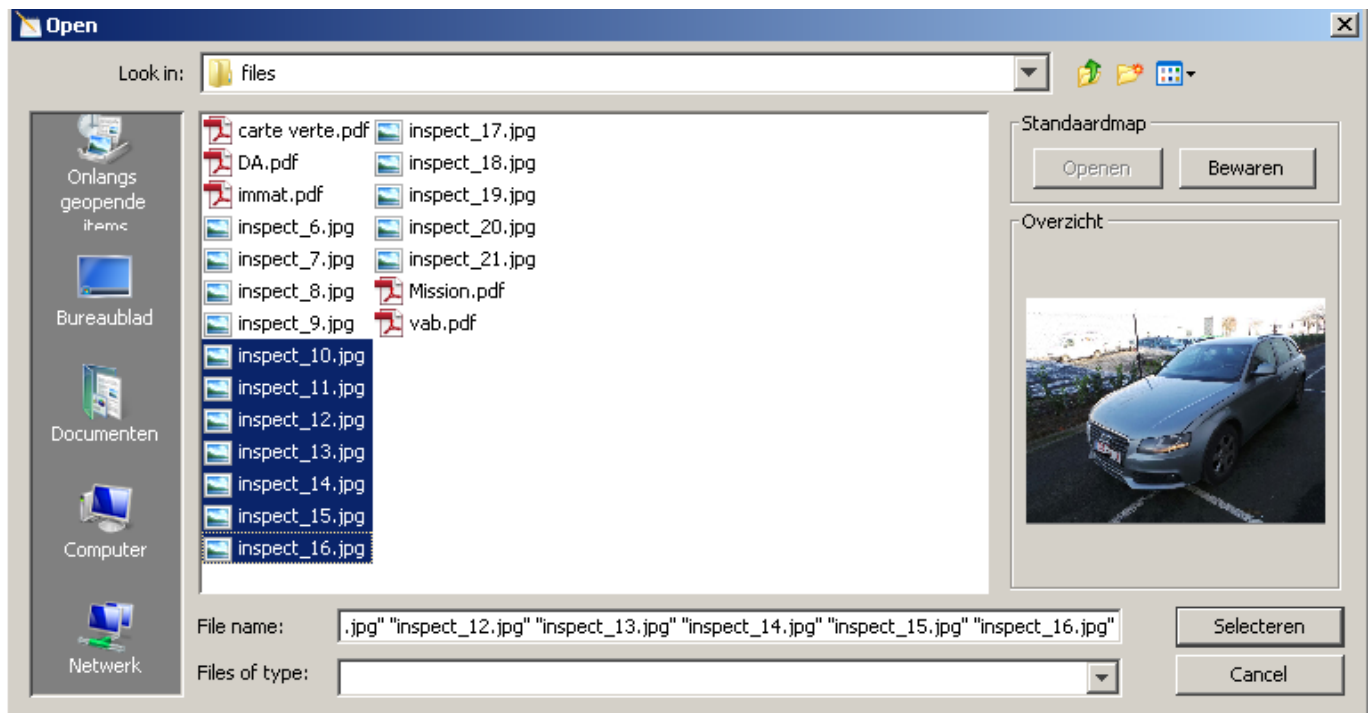 Open
Look in:
files
Onlangs
geopende
items
Bureaublad
Documenten
Computer
Netwerk
carte verte.pdf
DA.pdf
immat.pdf
inspect_6.jpg
inspect_7.jpg
inspect_8.jpg
inspect_9.jpg
inspect_10.jpg
inspect_11.jpg
inspect_12.jpg
inspect_13.jpg
inspect_14.jpg
inspect_15.jpg
inspect_16.jpg
inspect_17.jpg
inspect_18.jpg
inspect_19.jpg
inspect_20.jpg
inspect_21.jpg
Mission.pdf
vab.pdf
Standaardmap
Openen
Bewaren
Overzicht
File name:
.jpg" "inspect_12.jpg" "inspect_13.jpg" "inspect_14.jpg" "inspect_15.jpg" "inspect_16.jpg"
Selecteren
Files of type:
Cancel